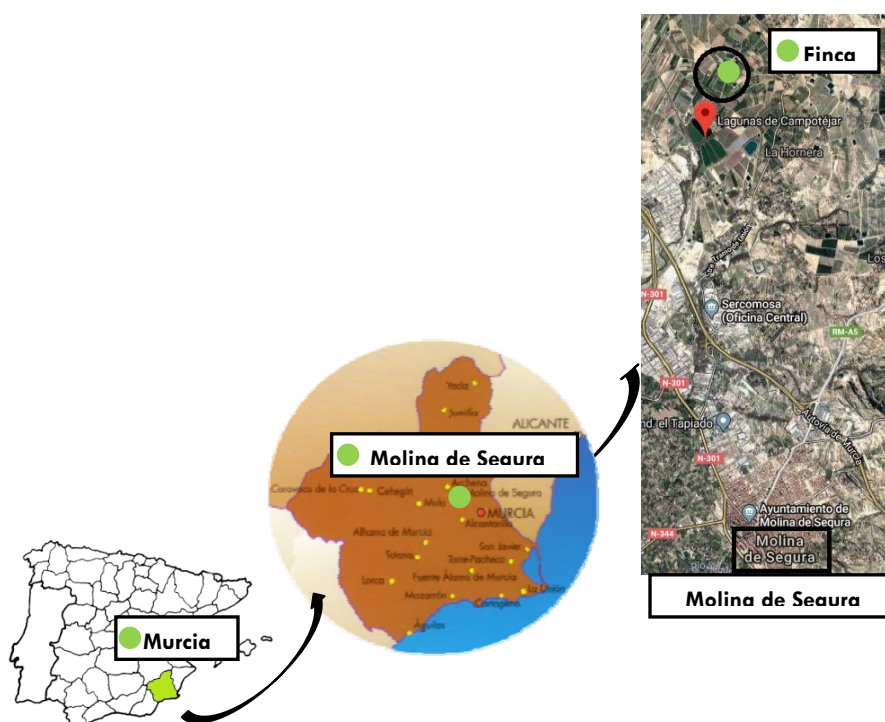 Finca
Lagunas de Campotéjar
La Hornera
Los
N-301
Sercomosa
(Oficina Central)
RM-A5
N-301
nd. el Tapiado
Autovía de Murcia
N-301
Ayuntamiento de
Molina de Segura
N-344
Molina
de Segura
Molina de Segura
Yecla
Jumilla
ALICANTE
Molina de Segura
Archena
Molina de Segura
Caravaca de la Cruz
Cehegín
Mula
MURCIA
Alcantarilla
Alhama de Murcia
San Javier
Totana
Torre-Pacheco
Lorca
Fuente Álamo de Murcia
Mazarrón
Cartagena
La Unión
Águilas
Murcia